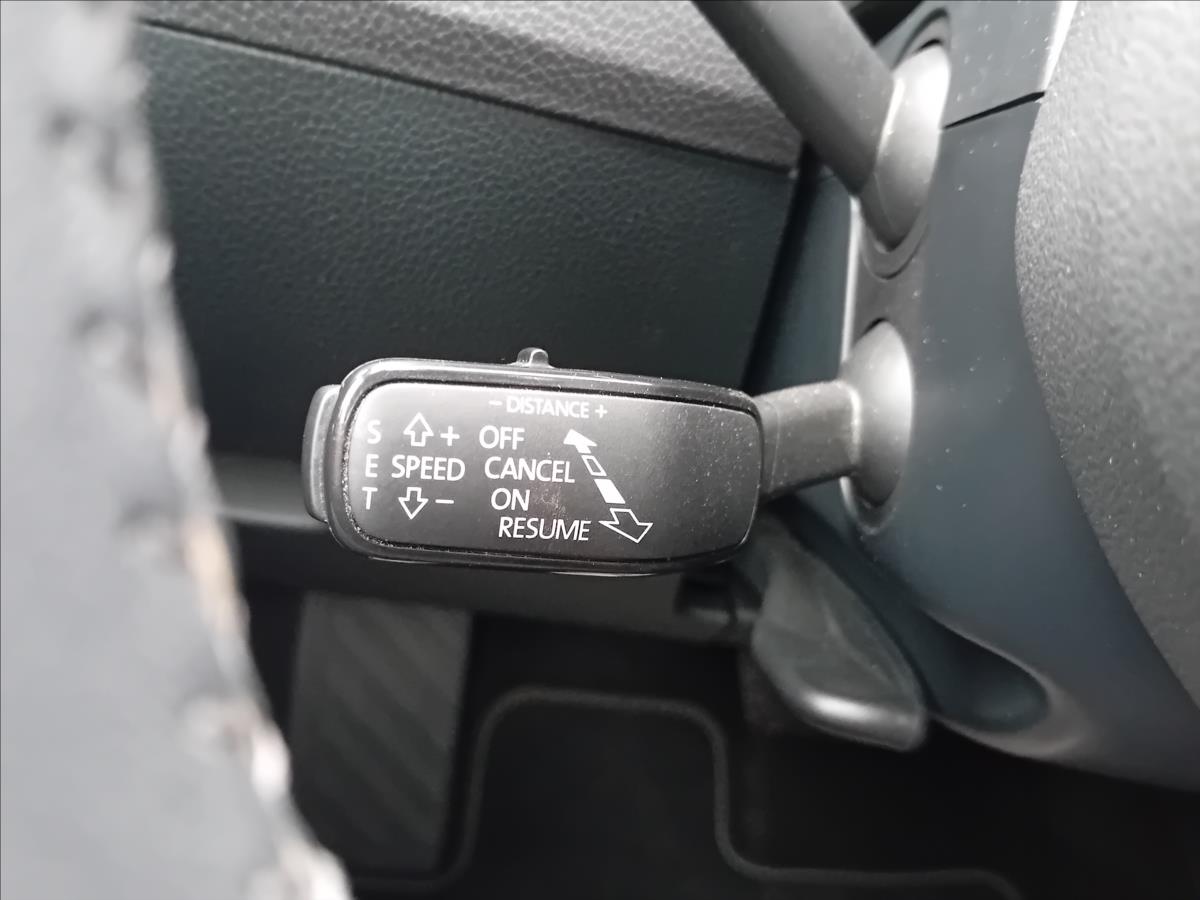 - DISTANCE +
S + OFF
E SPEED CANCEL
T - ON
RESUME